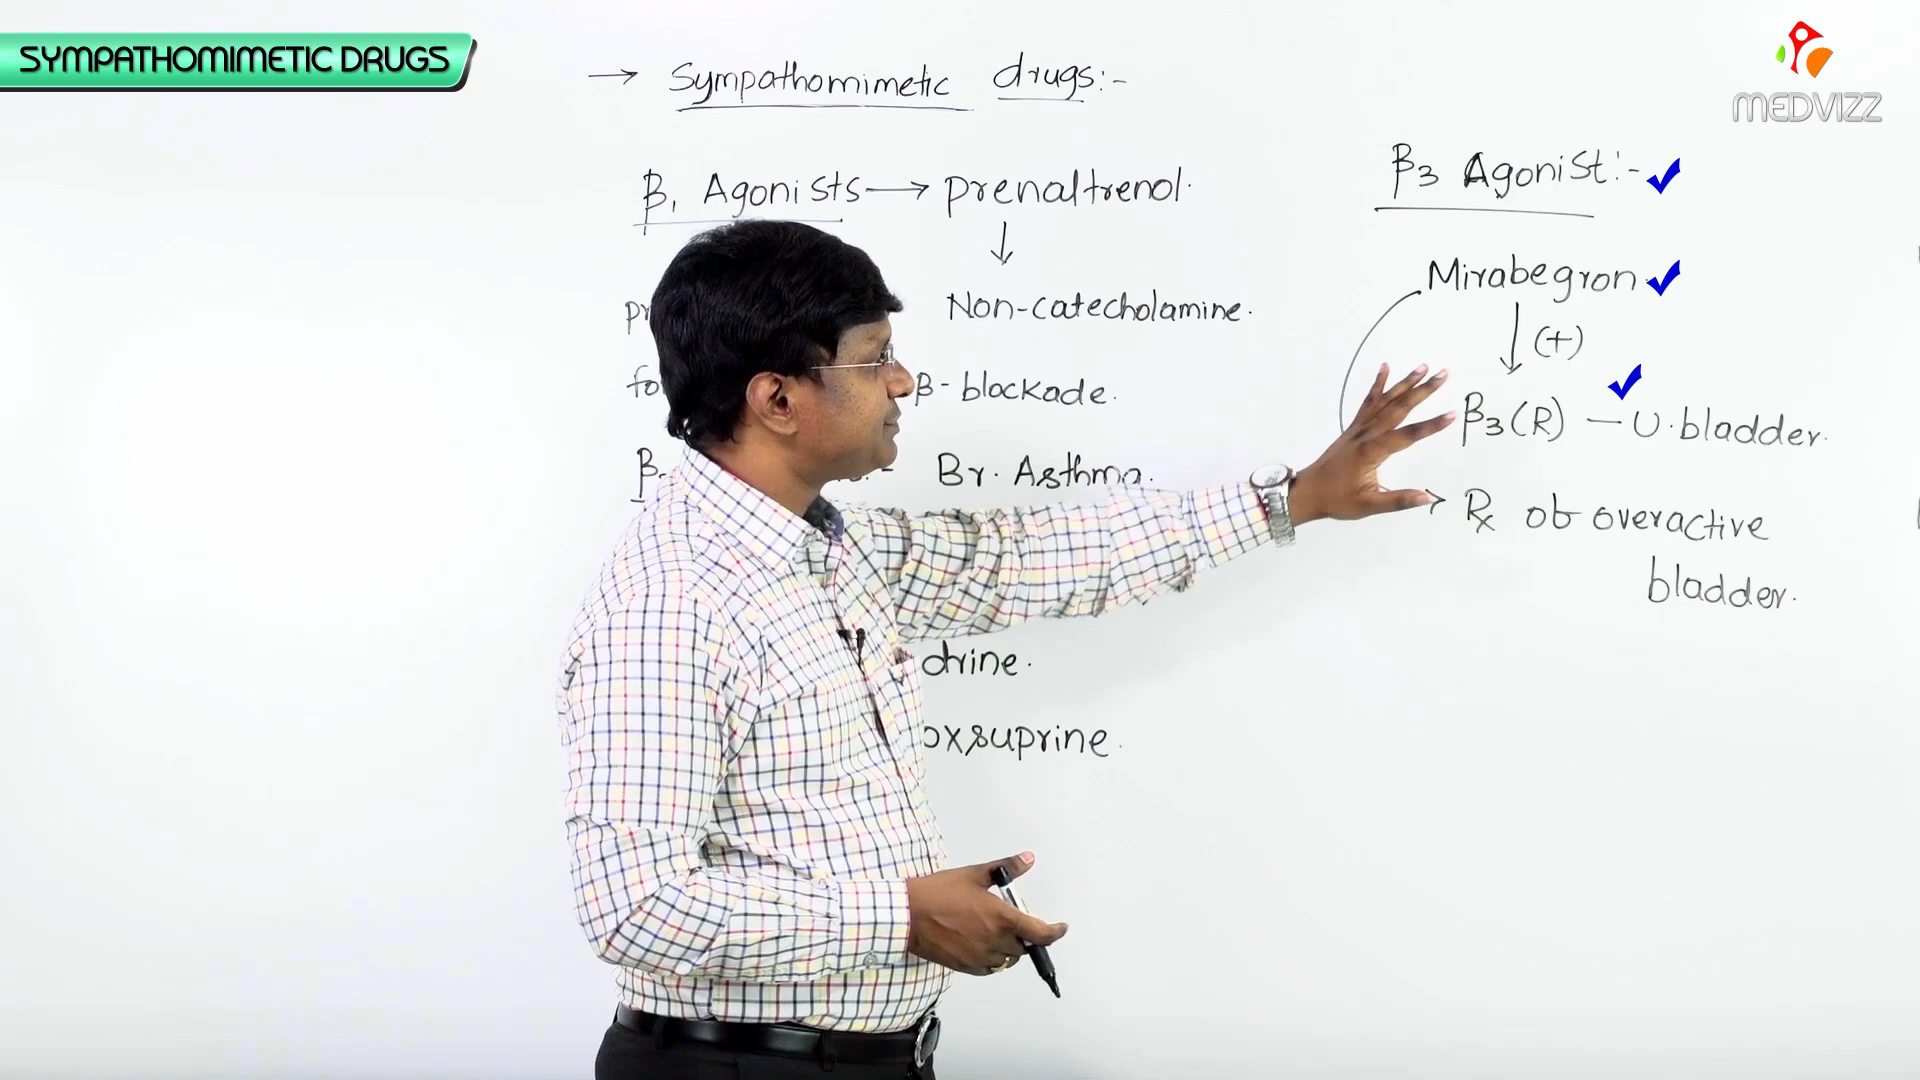 SYMPATHOMIMETIC DRUGS
MEDVIZZ
→ Sympathomimetic drugs:-
β₁ Agonists → prenaltrenol.
↓
Non-catecholamine.
β-blockade.
Br. Asthma.
drine.
oxsuprine.
β3 Agonist:- ✓
Mirabegron ✓
↓ (+)
β3(R) — U.bladder. ✓
→ Rx of overactive
bladder.